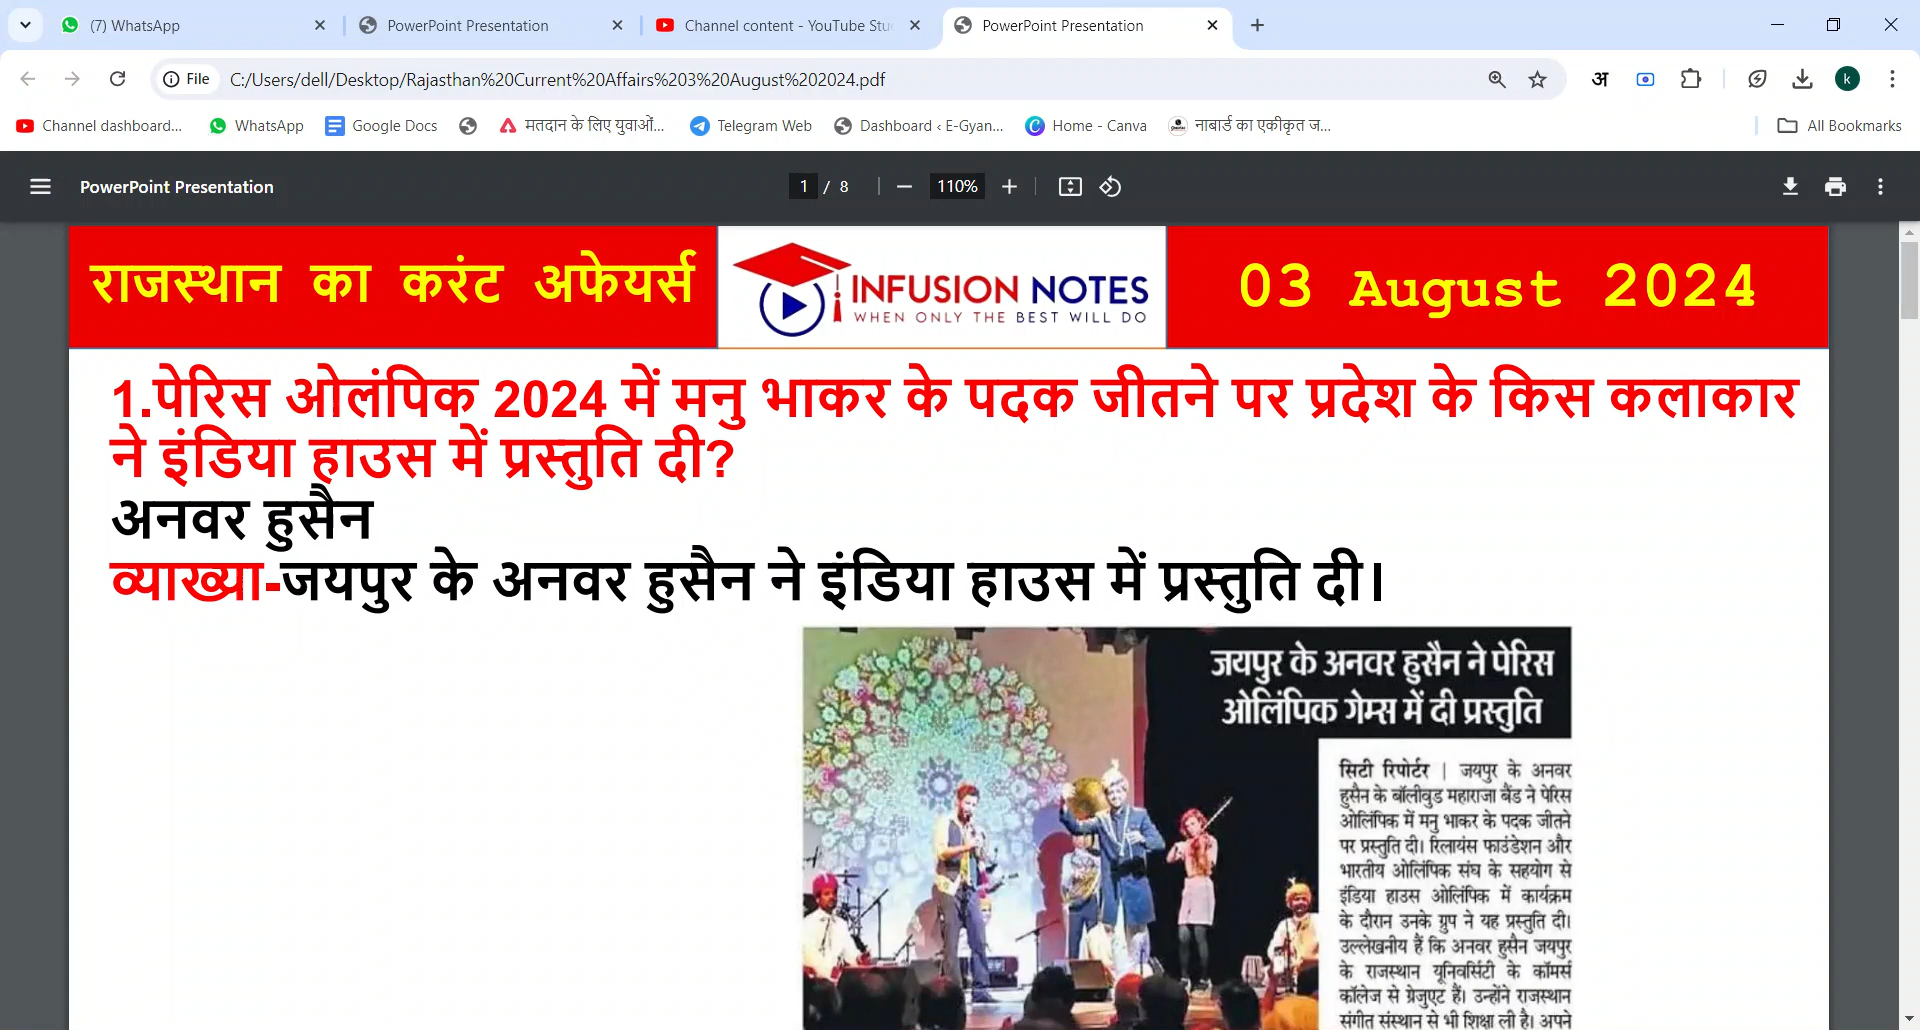 (7) WhatsApp
PowerPoint Presentation
Channel content - YouTube Stu
PowerPoint Presentation
File
C:/Users/dell/Desktop/Rajasthan%20Current%20Affairs%203%20August%202024.pdf
अ
k
Channel dashboard...
WhatsApp
Google Docs
मतदान के लिए युवाओं...
Telegram Web
Dashboard ‹ E-Gyan...
Home - Canva
नाबार्ड का एकीकृत ज...
All Bookmarks
PowerPoint Presentation
1 / 8
110%
राजस्थान का करंट अफेयर्स
INFUSION NOTES
WHEN ONLY THE BEST WILL DO
03 August 2024
1.पेरिस ओलंपिक 2024 में मनु भाकर के पदक जीतने पर प्रदेश के किस कलाकार
ने इंडिया हाउस में प्रस्तुति दी?
अनवर हुसैन
व्याख्या-जयपुर के अनवर हुसैन ने इंडिया हाउस में प्रस्तुति दी।
जयपुर के अनवर हुसैन ने पेरिस
ओलिंपिक गेम्स में दी प्रस्तुति
सिटी रिपोर्टर | जयपुर के अनवर
हुसैन के बॉलीवुड महाराजा बैंड ने पेरिस
ओलिंपिक में मनु भाकर के पदक जीतने
पर प्रस्तुति दी। रिलायंस फाउंडेशन और
भारतीय ओलिंपिक संघ के सहयोग से
इंडिया हाउस ओलिंपिक में कार्यक्रम
के दौरान उनके ग्रुप ने यह प्रस्तुति दी।
उल्लेखनीय हैं कि अनवर हुसैन जयपुर
के राजस्थान यूनिवर्सिटी के कॉमर्स
कॉलेज से ग्रेजुएट हैं। उन्होंने राजस्थान
संगीत संस्थान से भी शिक्षा ली है। अपने